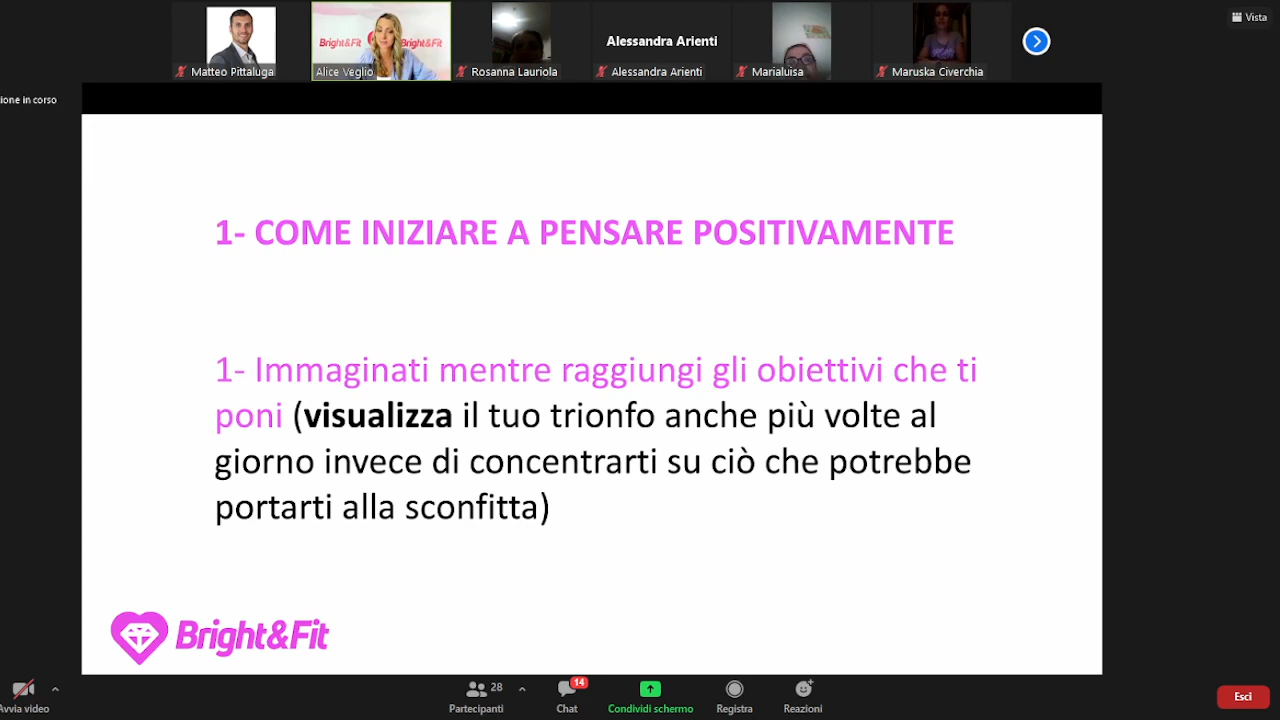 Vista
Bright&Fit
Bright&Fit
Alessandra Arienti
Matteo Pittaluga
Alice Veglio
Rosanna Lauriola
Alessandra Arienti
Marialuisa
Maruska Civerchia
ione in corso
1- COME INIZIARE A PENSARE POSITIVAMENTE
1- Immaginati mentre raggiungi gli obiettivi che ti
poni (visualizza il tuo trionfo anche più volte al
giorno invece di concentrarti su ciò che potrebbe
portarti alla sconfitta)
Bright&Fit
28
14
Avvia video
Partecipanti
Chat
Condividi schermo
Registra
Reazioni
Esci